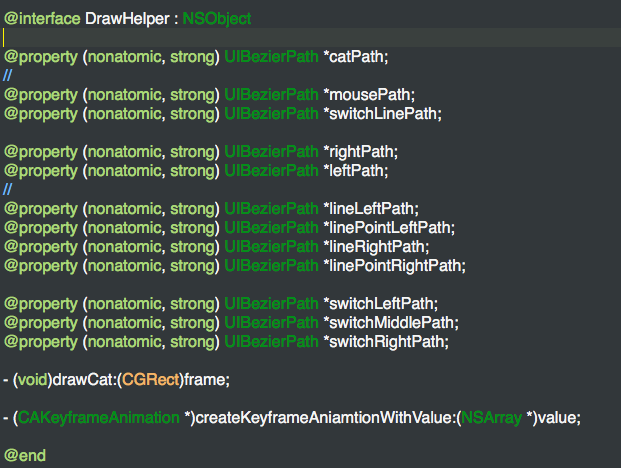 @interface DrawHelper : NSObject
@property (nonatomic, strong) UIBezierPath *catPath;
//
@property (nonatomic, strong) UIBezierPath *mousePath;
@property (nonatomic, strong) UIBezierPath *switchLinePath;
@property (nonatomic, strong) UIBezierPath *rightPath;
@property (nonatomic, strong) UIBezierPath *leftPath;
//
@property (nonatomic, strong) UIBezierPath *lineLeftPath;
@property (nonatomic, strong) UIBezierPath *linePointLeftPath;
@property (nonatomic, strong) UIBezierPath *lineRightPath;
@property (nonatomic, strong) UIBezierPath *linePointRightPath;
@property (nonatomic, strong) UIBezierPath *switchLeftPath;
@property (nonatomic, strong) UIBezierPath *switchMiddlePath;
@property (nonatomic, strong) UIBezierPath *switchRightPath;
- (void)drawCat:(CGRect)frame;
- (CAKeyframeAnimation *)createKeyframeAniamtionWithValue:(NSArray *)value;
@end